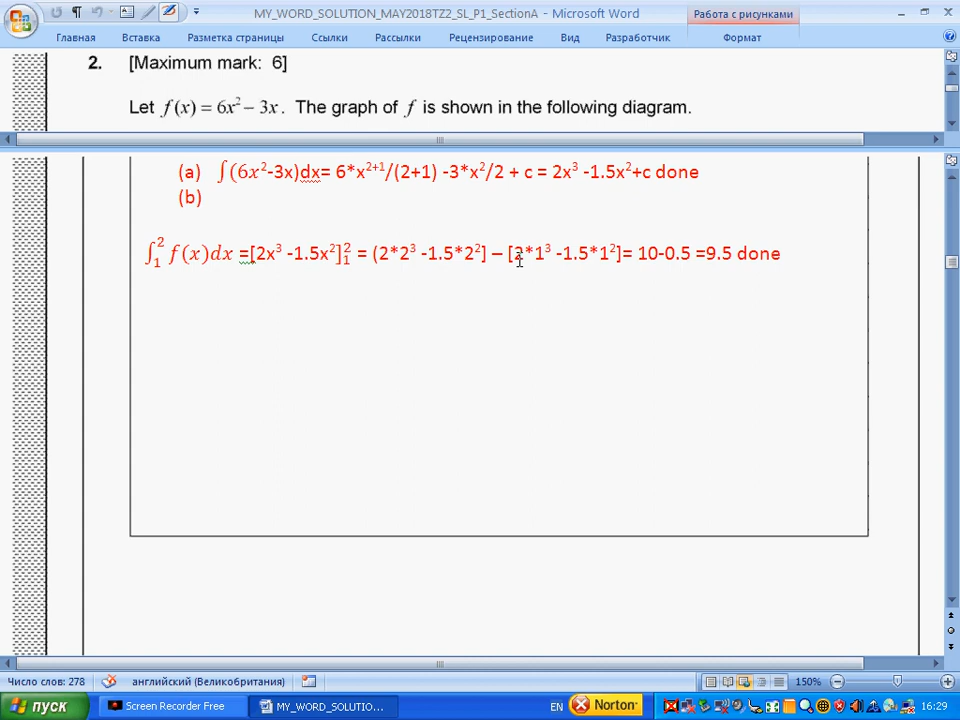 MY_WORD_SOLUTION_MAY2018TZ2_SL_P1_SectionA - Microsoft Word
Работа с рисунками
Главная Вставка Разметка страницы Ссылки Рассылки Рецензирование Вид Разработчик Формат
2. [Maximum mark: 6]
Let f(x) = 6x² − 3x. The graph of f is shown in the following diagram.
(a) ∫(6x²-3x)dx= 6*x²⁺¹/(2+1) -3*x²/2 + c = 2x³ -1.5x²+c done
(b)
∫₁² f(x)dx =[2x³ -1.5x²]₁² = (2*2³ -1.5*2²] – [2*1³ -1.5*1²]= 10-0.5 =9.5 done
Число слов: 278 английский (Великобритания) 150%
пуск Screen Recorder Free MY_WORD_SOLUTIO... EN Norton 16:29